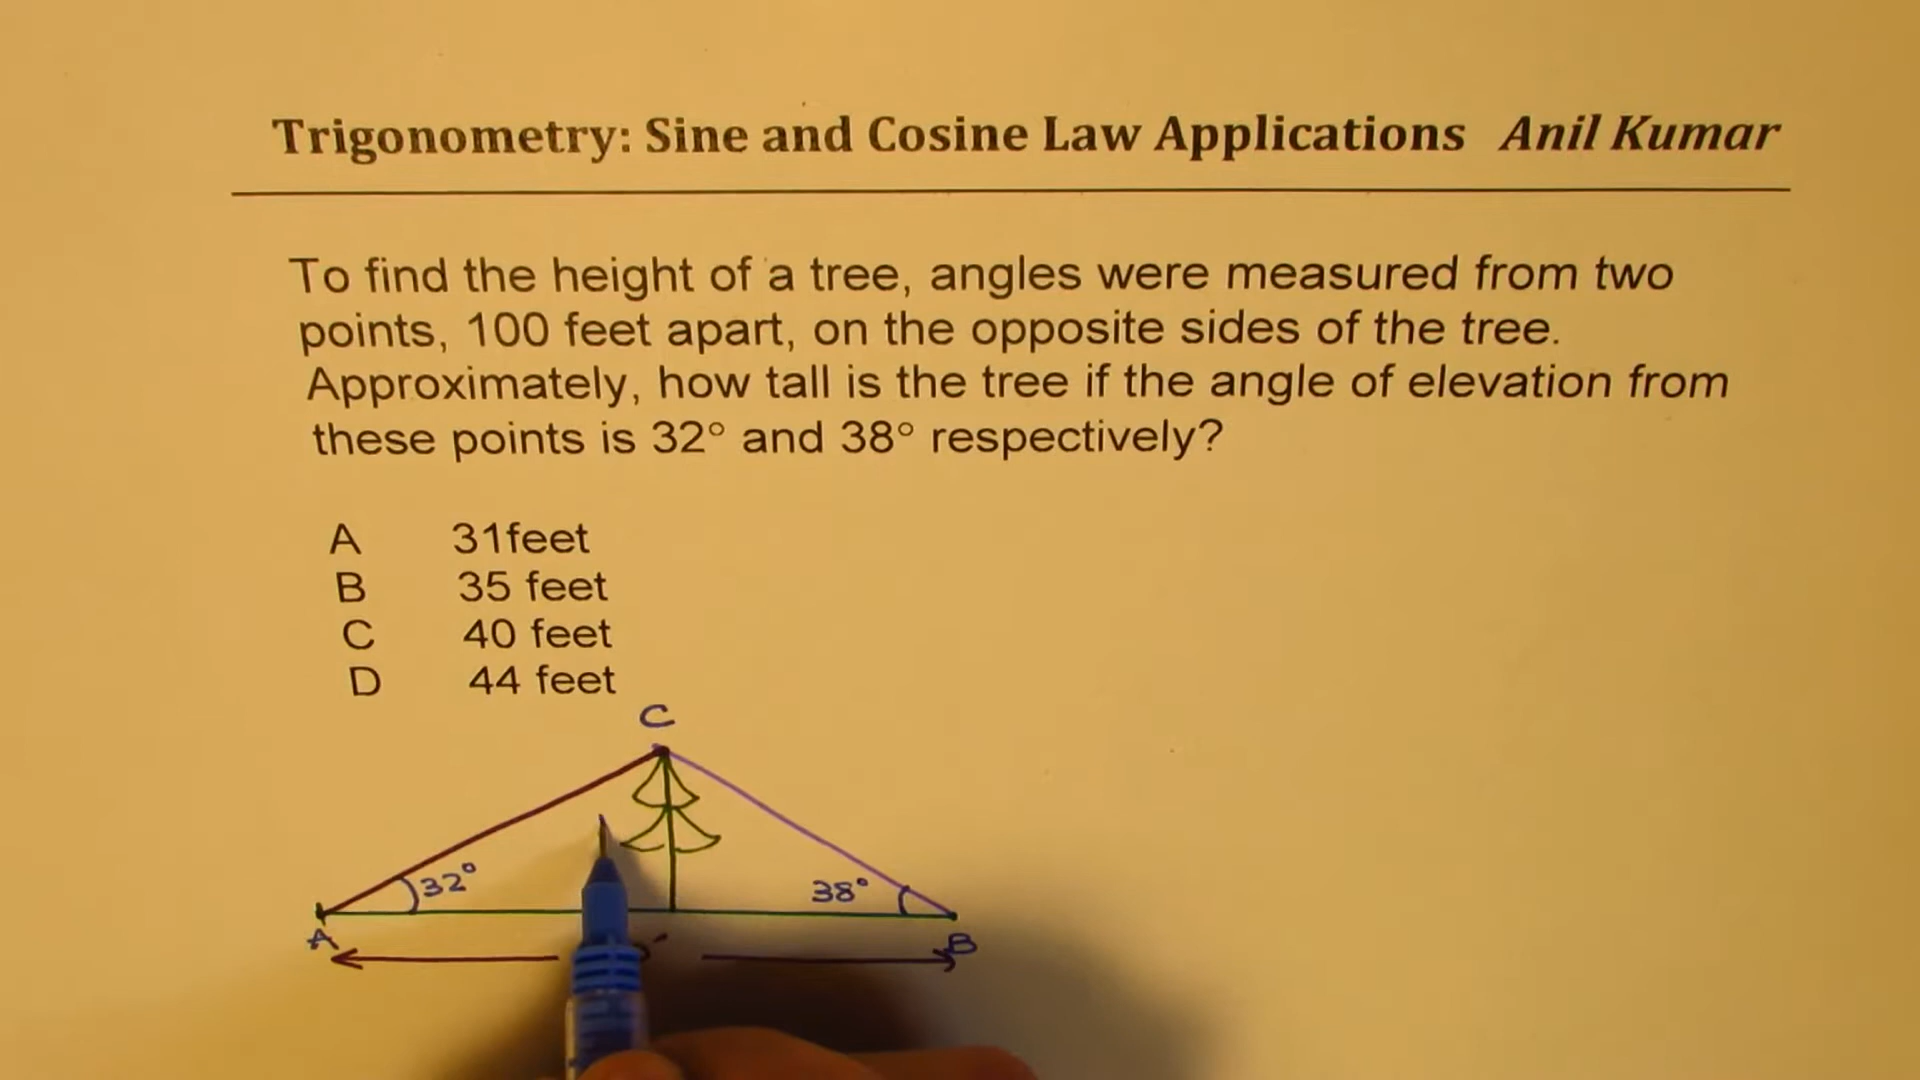 Trigonometry: Sine and Cosine Law Applications Anil Kumar
To find the height of a tree, angles were measured from two
points, 100 feet apart, on the opposite sides of the tree.
Approximately, how tall is the tree if the angle of elevation from
these points is 32° and 38° respectively?
A 31feet
B 35 feet
C 40 feet
D 44 feet
C
32° 38°
A B